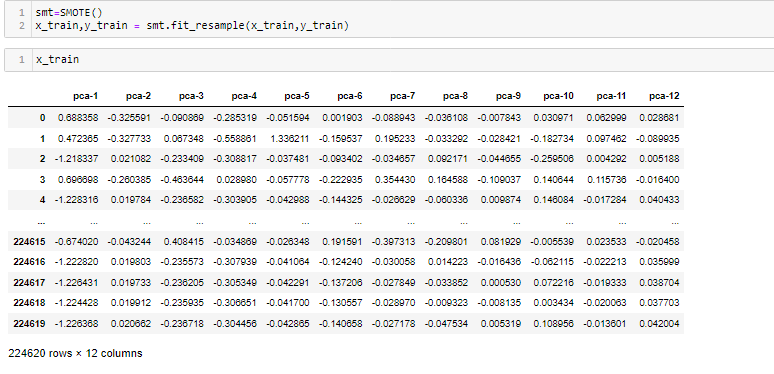 1 smt=SMOTE()
2 x_train,y_train = smt.fit_resample(x_train,y_train)
1 x_train
pca-1 pca-2 pca-3 pca-4 pca-5 pca-6 pca-7 pca-8 pca-9 pca-10 pca-11 pca-12
0 0.688358 -0.325591 -0.090869 -0.285319 -0.051594 0.001903 -0.088943 -0.036108 -0.007843 0.030971 0.062999 0.028681
1 0.472365 -0.327733 0.067348 -0.558861 1.336211 -0.159537 0.195233 -0.033292 -0.028421 -0.182734 0.097462 -0.089935
2 -1.218337 0.021082 -0.233409 -0.308817 -0.037481 -0.093402 -0.034657 0.092171 -0.044655 -0.259506 0.004292 0.005188
3 0.696698 -0.260385 -0.463644 0.028980 -0.057778 -0.222935 0.354430 0.164588 -0.109037 0.140644 0.115736 -0.016400
4 -1.228316 0.019784 -0.236582 -0.303905 -0.042988 -0.144325 -0.026629 -0.060336 0.009874 0.146084 -0.017284 0.040433
... ... ... ... ... ... ... ... ... ... ... ... ...
224615 -0.674020 -0.043244 0.408415 -0.034869 -0.026348 0.191591 -0.397313 -0.209801 0.081929 -0.005539 0.023533 -0.020458
224616 -1.222820 0.019803 -0.235573 -0.307939 -0.041064 -0.124240 -0.030058 0.014223 -0.016436 -0.062115 -0.022213 0.035999
224617 -1.226431 0.019733 -0.236205 -0.305349 -0.042291 -0.137206 -0.027849 -0.033852 0.000530 0.072216 -0.019333 0.038704
224618 -1.224428 0.019912 -0.235935 -0.306651 -0.041700 -0.130557 -0.028970 -0.009323 -0.008135 0.003434 -0.020063 0.037703
224619 -1.226368 0.020662 -0.236718 -0.304456 -0.042865 -0.140658 -0.027178 -0.047534 0.005319 0.108956 -0.013601 0.042004
224620 rows × 12 columns